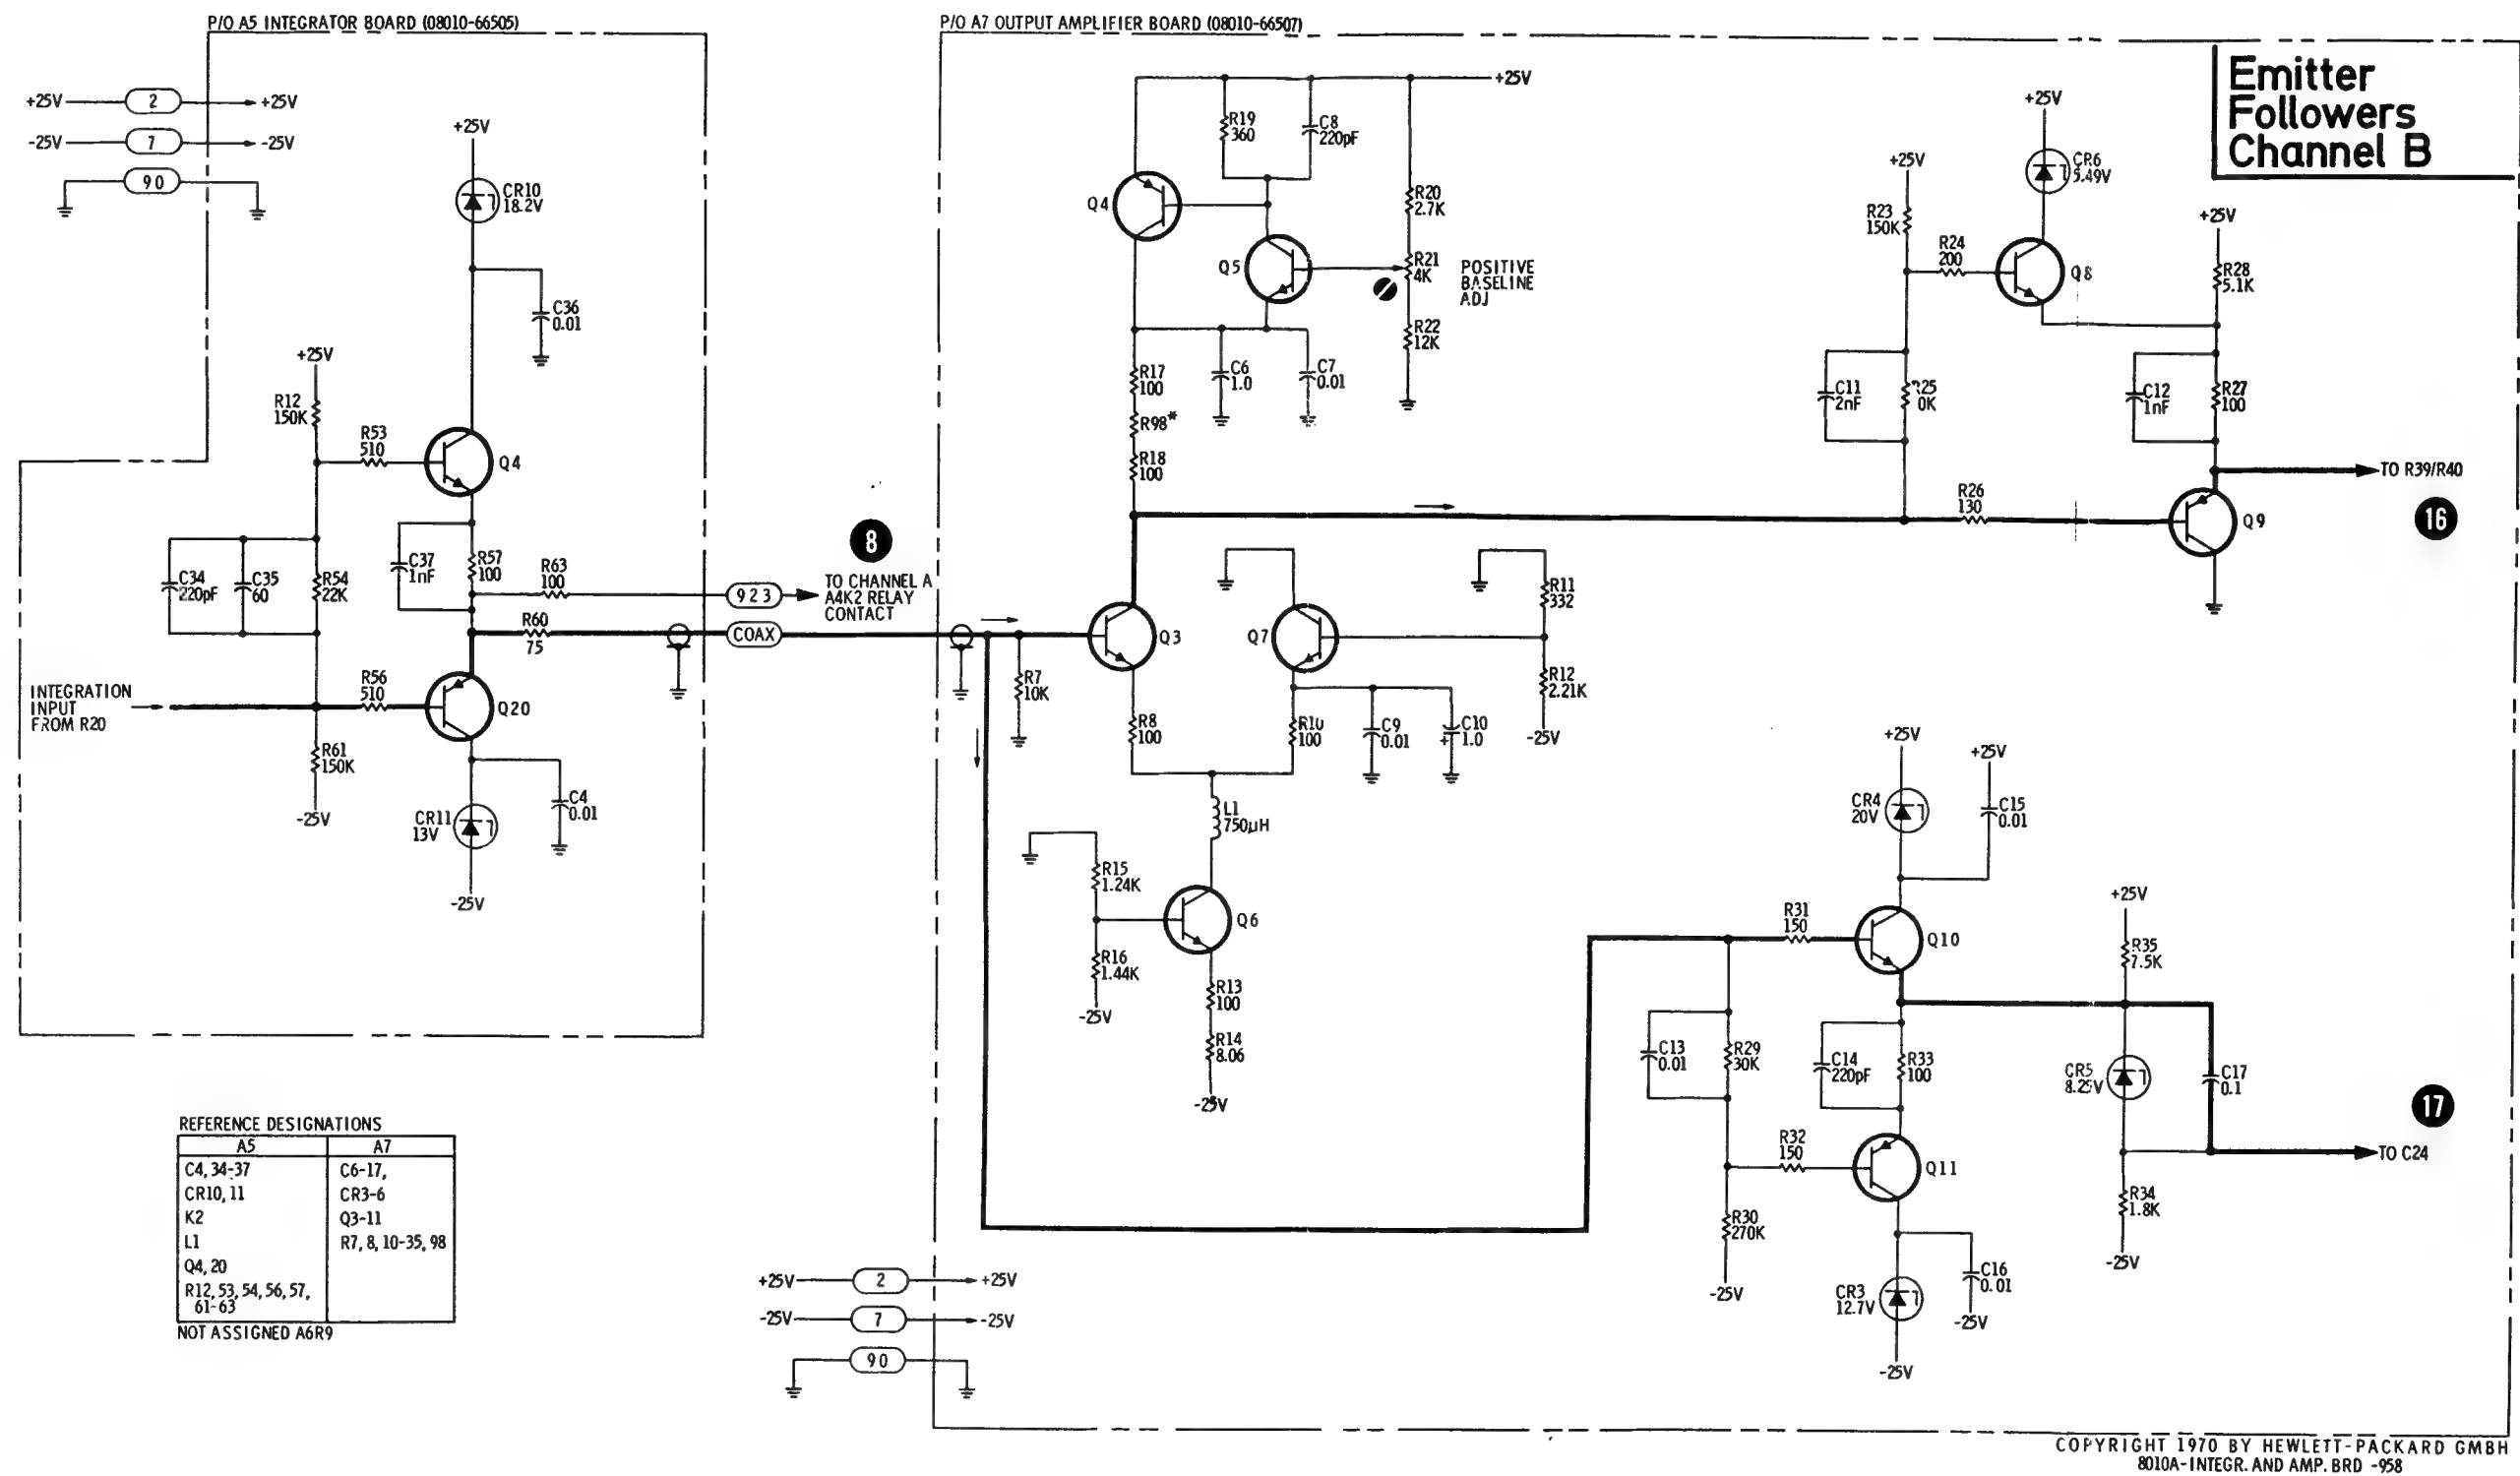 P/O A5 INTEGRATOR BOARD (08010-66505)
+25V
2
+25V
-25V
7
-25V
90
+25V
CR10
18.2V
C36
0.01
+25V
R12
150K
R53
510
Q4
C34
220pF
C35
60
R54
22K
C37
1nF
R57
100
R63
100
923
8
TO CHANNEL A
A4K2 RELAY
CONTACT
R60
75
COAX
INTEGRATION
INPUT
FROM R20
R56
510
Q20
R61
150K
-25V
C4
0.01
CR11
13V
-25V
REFERENCE DESIGNATIONS
A5
A7
C4, 34-37
C6-17,
CR10, 11
CR3-6
K2
Q3-11
L1
R7, 8, 10-35, 98
Q4, 20
R12, 53, 54, 56, 57,
61-63
NOT ASSIGNED A6R9
P/O A7 OUTPUT AMPLIFIER BOARD (08010-66507)
Emitter
Followers
Channel B
+25V
R19
360
C8
220pF
R20
2.7K
Q4
Q5
R21
4K
POSITIVE
BASELINE
ADJ
R22
12K
R17
100
C6
1.0
C7
0.01
R98*
R18
100
+25V
R23
150K
R24
200
+25V
CR6
5.49V
Q8
+25V
R28
5.1K
C11
2nF
25
0K
C12
1nF
R27
100
TO R39/R40
R26
130
Q9
16
Q3
R7
10K
Q7
R11
332
R12
2.21K
-25V
R8
100
R10
100
C9
0.01
+
C10
1.0
L1
750µH
R15
1.24K
Q6
R16
1.44K
-25V
R13
100
R14
8.06
-25V
+25V
CR4
20V
+25V
C15
0.01
R31
150
Q10
+25V
R35
7.5K
C13
0.01
R29
30K
C14
220pF
R33
100
CR5
C17
0.1
17
R32
150
Q11
TO C24
R30
270K
-25V
R34
1.8K
-25V
CR3
12.7V
C16
0.01
-25V
-25V
+25V
2
+25V
-25V
7
-25V
90
COPYRIGHT 1970 BY HEWLETT-PACKARD GMBH
8010A-INTEGR. AND AMP. BRD -958